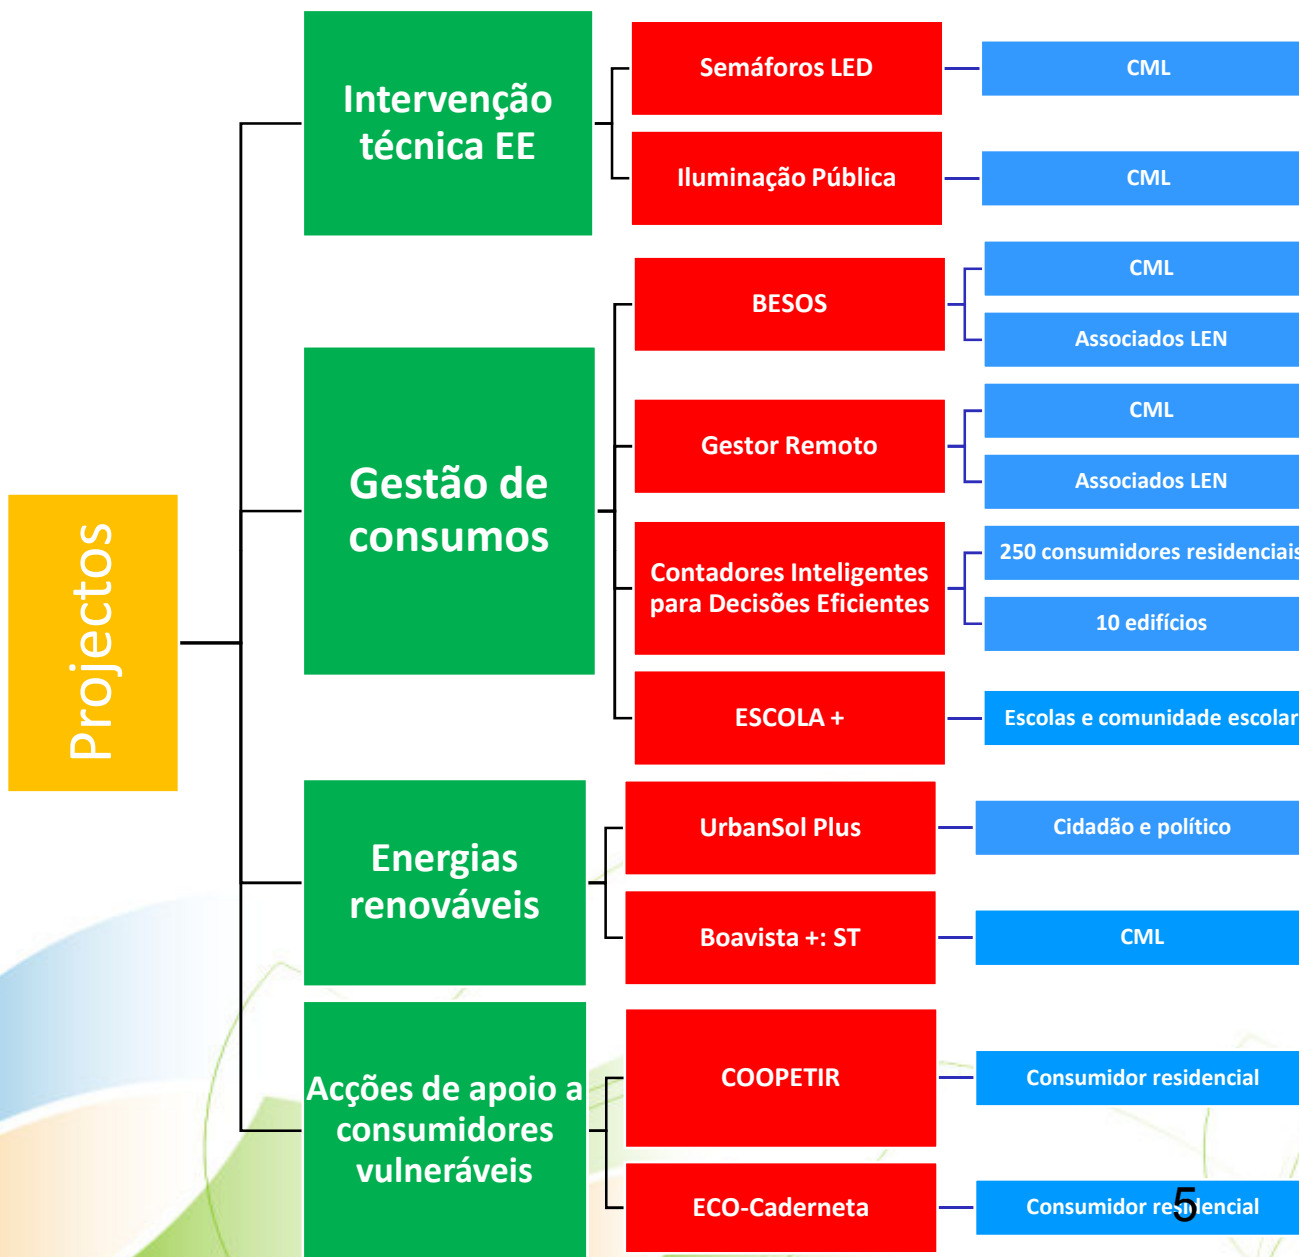 Projectos
Intervenção
técnica EE
Semáforos LED
CML
Iluminação Pública
CML
Gestão de
consumos
BESOS
CML
Associados LEN
Gestor Remoto
CML
Associados LEN
Contadores Inteligentes
para Decisões Eficientes
250 consumidores residenciais
10 edifícios
ESCOLA +
Escolas e comunidade escolar
Energias
renováveis
UrbanSol Plus
Cidadão e político
Boavista +: ST
CML
Acções de apoio a
consumidores
vulneráveis
COOPETIR
Consumidor residencial
ECO-Caderneta
Consumidor residencial
5